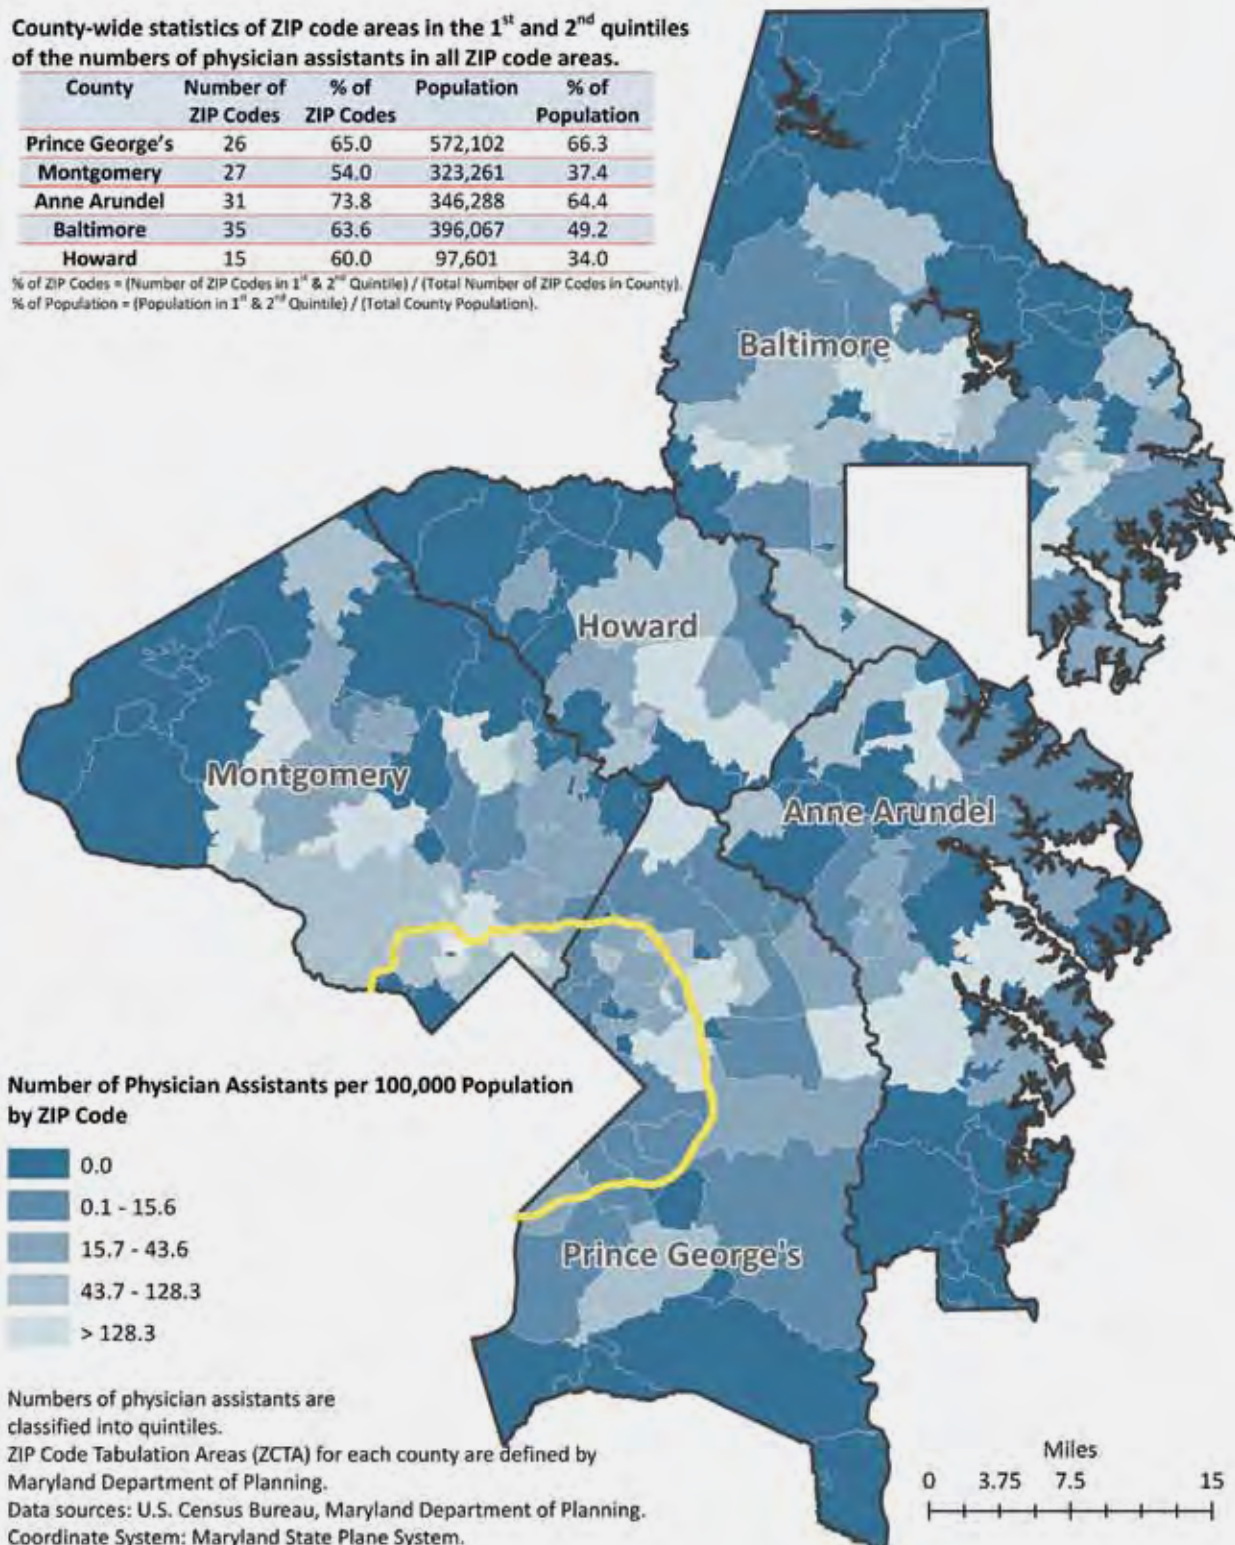 County-wide statistics of ZIP code areas in the 1st and 2nd quintiles
of the numbers of physician assistants in all ZIP code areas.
County Number of ZIP Codes % of ZIP Codes Population % of Population
Prince George's 26 65.0 572,102 66.3
Montgomery 27 54.0 323,261 37.4
Anne Arundel 31 73.8 346,288 64.4
Baltimore 35 63.6 396,067 49.2
Howard 15 60.0 97,601 34.0
% of ZIP Codes = (Number of ZIP Codes in 1st & 2nd Quintile) / (Total Number of ZIP Codes in County).
% of Population = (Population in 1st & 2nd Quintile) / (Total County Population).
Baltimore
Howard
Montgomery
Anne Arundel
Prince George's
Number of Physician Assistants per 100,000 Population
by ZIP Code
0.0
0.1 - 15.6
15.7 - 43.6
43.7 - 128.3
> 128.3
Numbers of physician assistants are
classified into quintiles.
ZIP Code Tabulation Areas (ZCTA) for each county are defined by
Maryland Department of Planning.
Data sources: U.S. Census Bureau, Maryland Department of Planning.
Coordinate System: Maryland State Plane System.
Miles
0 3.75 7.5 15